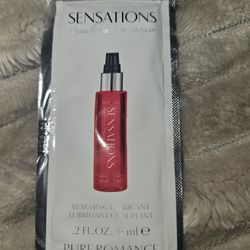 SENSATIONS
SENSATIONS
WARMING LUBRICANT
LUBRIFIANT CHAUFFANT
.2 FL.OZ. / 6 ml ℮
PURE ROMANCE